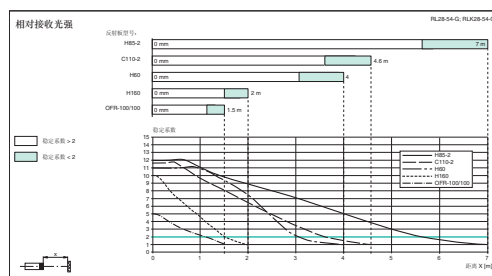 相对接收光强
RL28-54-G; RLK28-54-G
反射板型号:
H85-2 0 mm 7 m
C110-2 0 mm 4.6 m
H60 0 mm 4
H160 0 mm 2 m
OFR-100/100 0 mm 1.5 m
稳定系数 > 2
稳定系数 < 2
稳定系数
15
14
13
12
11
10
9
8
7
6
5
4
3
2
1
0
H85-2
C110-2
H60
H160
OFR-100/100
0 1 2 3 4 5 6 7
距离 X [m]
x